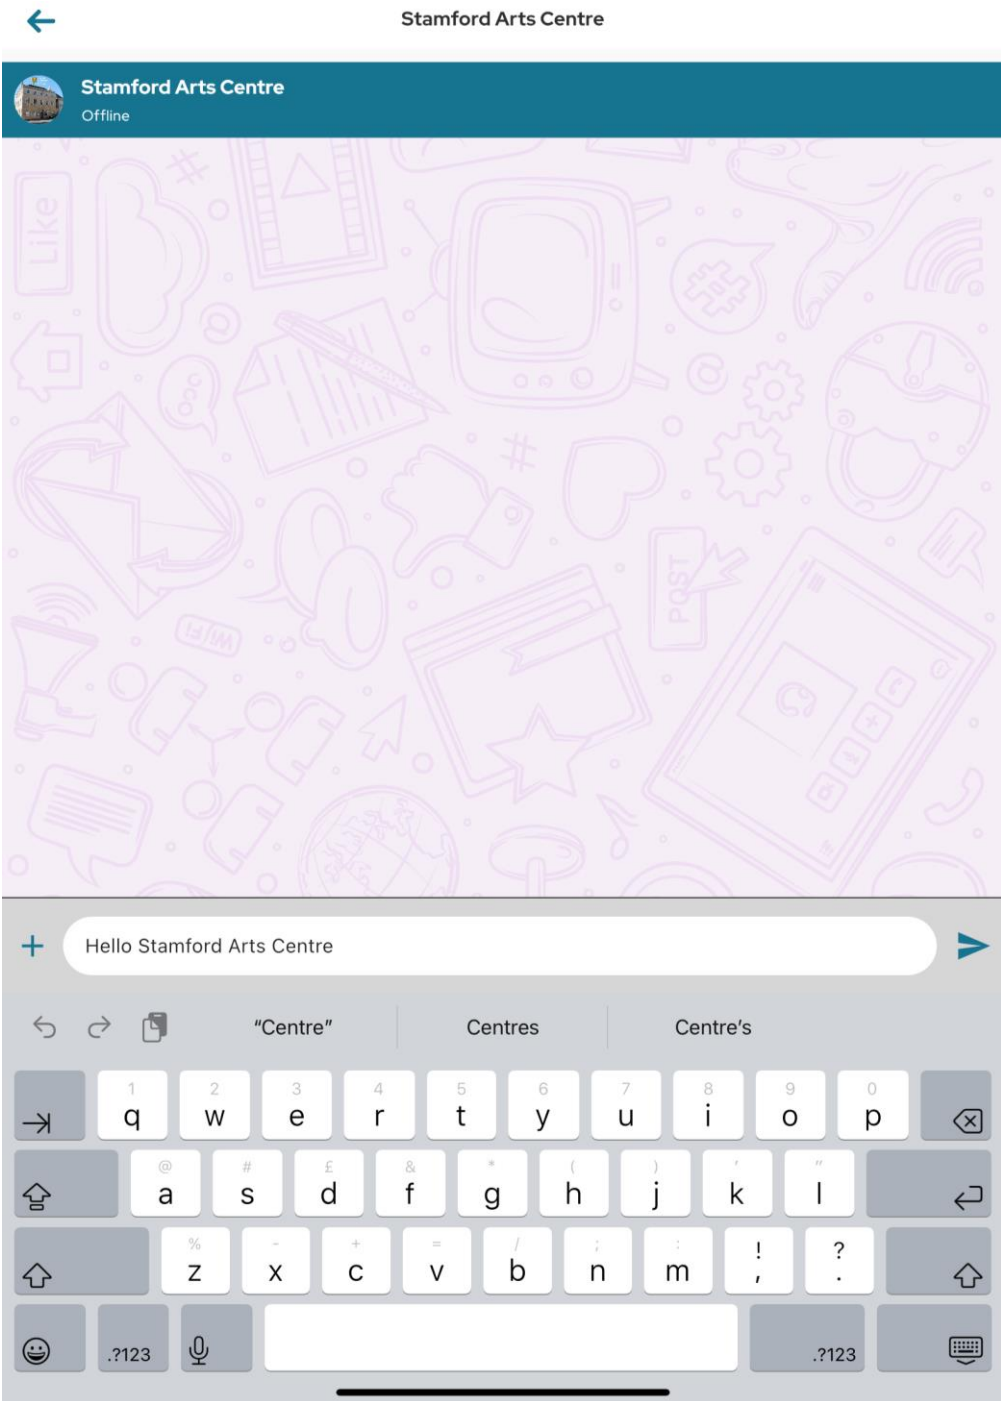 Stamford Arts Centre
Stamford Arts Centre
Offline
Like
POST
WiFi
Hello Stamford Arts Centre
“Centre” Centres Centre's
1 2 3 4 5 6 7 8 9 0
q w e r t y u i o p
@ # £ & * ( ) ' "
a s d f g h j k l
% - + = / ; : ! ?
z x c v b n m , .
.?123 .?123